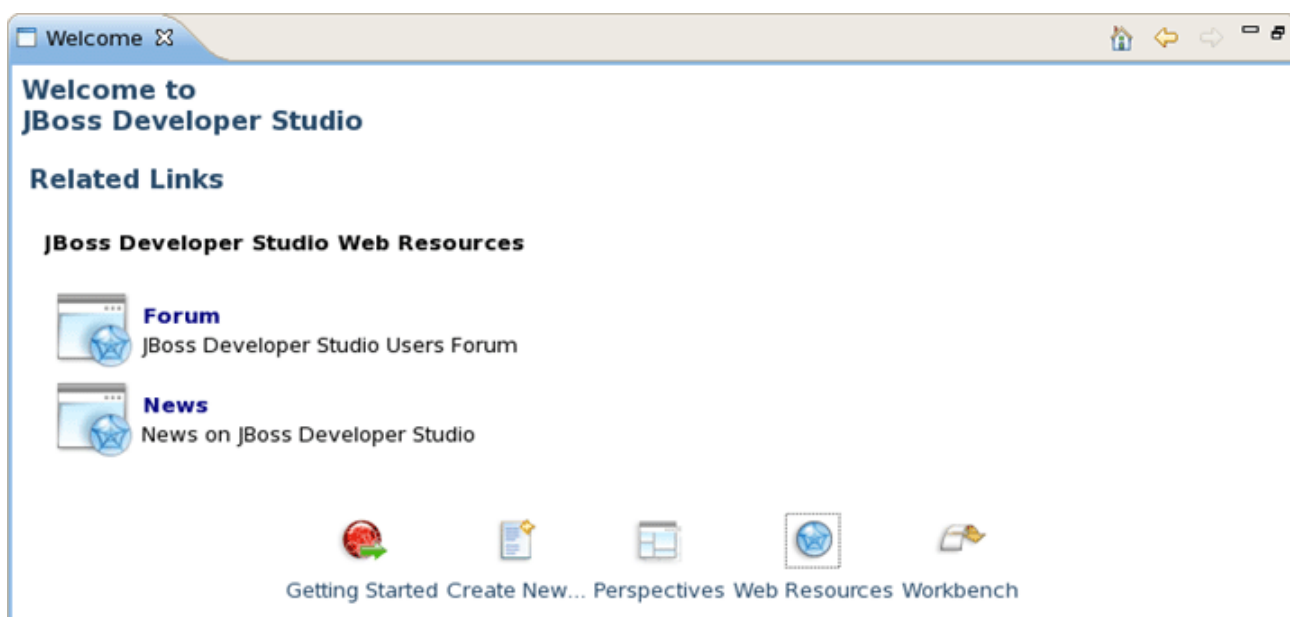 Welcome
Welcome to
JBoss Developer Studio
Related Links
JBoss Developer Studio Web Resources
Forum
JBoss Developer Studio Users Forum
News
News on JBoss Developer Studio
Getting Started Create New... Perspectives Web Resources Workbench